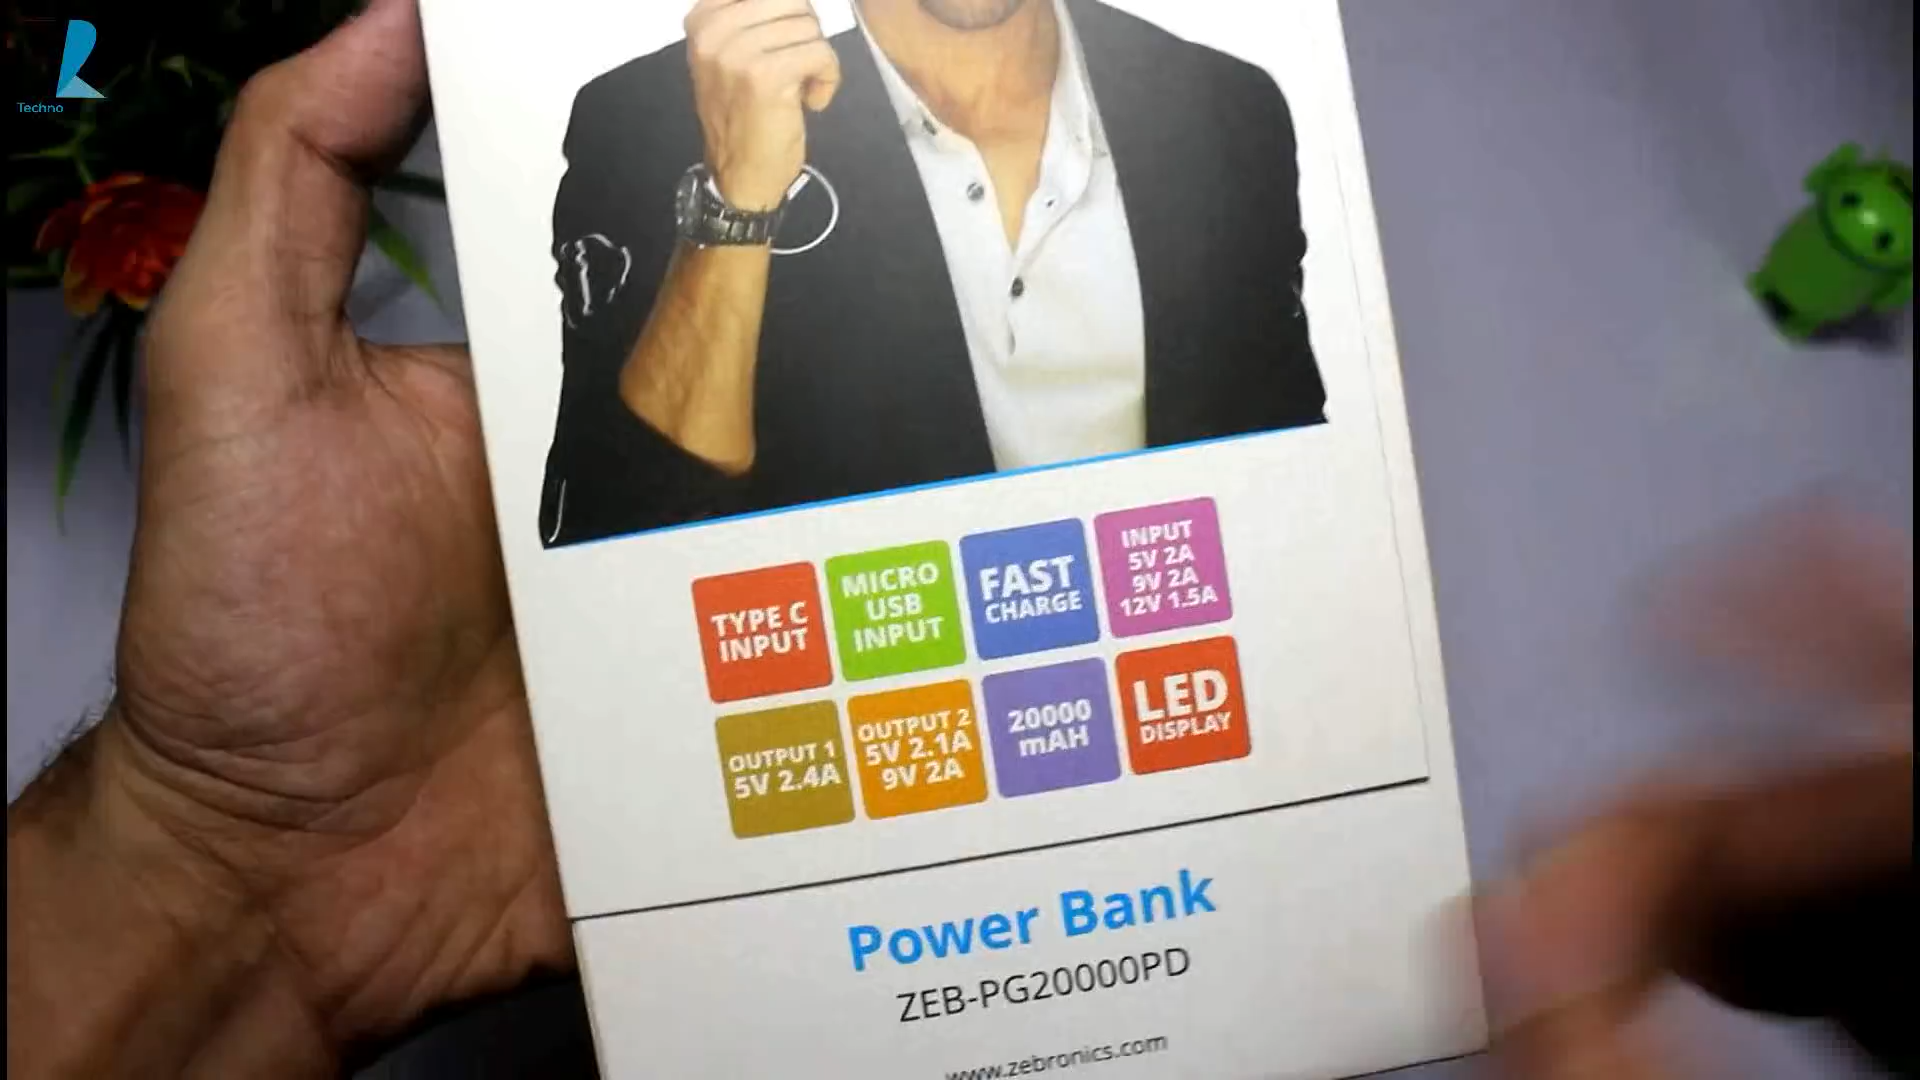 Techno
TYPE C
INPUT
MICRO
USB
INPUT
FAST
CHARGE
INPUT
5V 2A
9V 2A
12V 1.5A
OUTPUT 1
5V 2.4A
OUTPUT 2
5V 2.1A
9V 2A
20000
mAH
LED
DISPLAY
Power Bank
ZEB-PG20000PD
www.zebronics.com